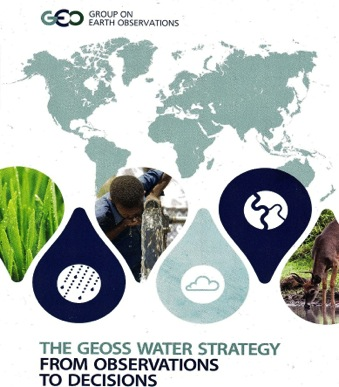 GEO GROUP ON
EARTH OBSERVATIONS
THE GEOSS WATER STRATEGY
FROM OBSERVATIONS
TO DECISIONS